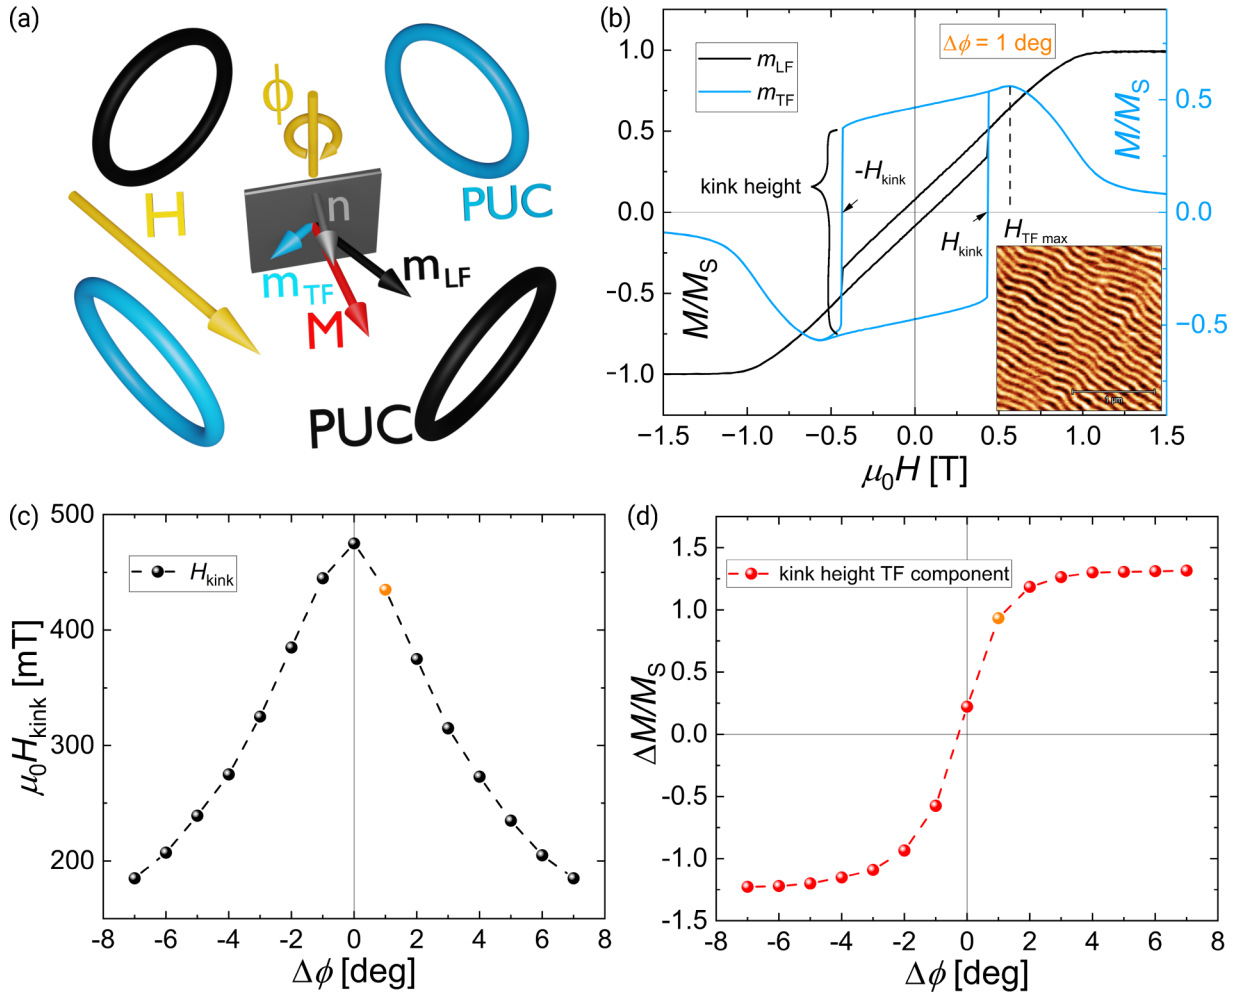 (a)
ϕ
H
PUC
n
m_TF
m_LF
M
PUC
(b)
Δϕ = 1 deg
m_LF
m_TF
kink height
-H_kink
H_kink
H_TF max
M/M_S
M/M_S
1.0
0.5
0.0
-0.5
-1.0
0.5
0.0
−0.5
1 µm
−1.5 −1.0 −0.5 0.0 0.5 1.0 1.5
μ₀H [T]
(c)
H_kink
μ₀H_kink [mT]
500
400
300
200
-8 -6 -4 -2 0 2 4 6 8
Δϕ [deg]
(d)
kink height TF component
ΔM/M_S
1.5
1.0
0.5
0.0
-0.5
-1.0
-1.5
-8 -6 -4 -2 0 2 4 6 8
Δϕ [deg]